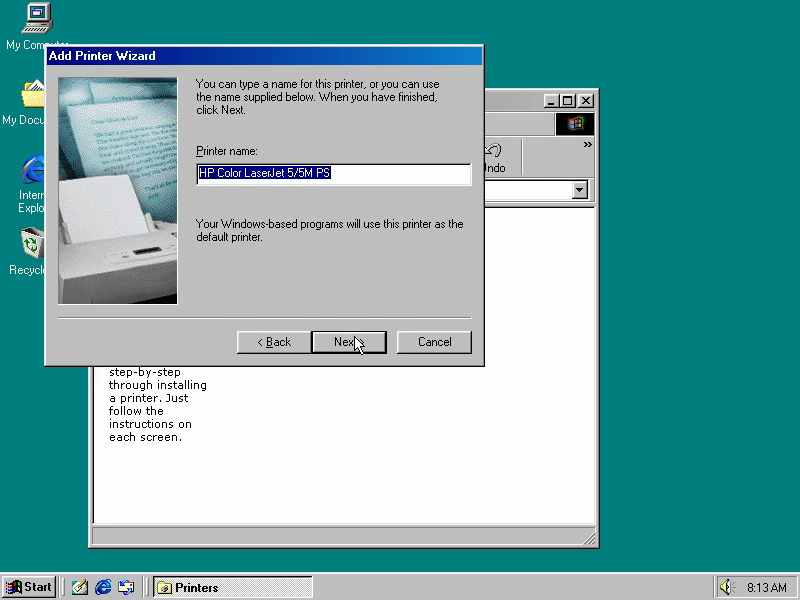 My Computer
Add Printer Wizard
You can type a name for this printer, or you can use
the name supplied below. When you have finished,
click Next.
Printer name:
HP Color LaserJet 5/5M PS
Your Windows-based programs will use this printer as the
default printer.
< Back
Next
Cancel
My Docu
Intern
Explo
Recycle
Undo
»
step-by-step
through installing
a printer. Just
follow the
instructions on
each screen.
Start
Printers
8:13 AM